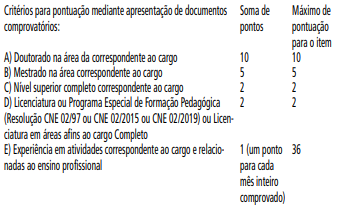 Critérios para pontuação mediante apresentação de documentos comprovatórios: Soma de pontos Máximo de pontuação para o item
A) Doutorado na área da correspondente ao cargo 10 10
B) Mestrado na área correspondente ao cargo 5 5
C) Nível superior completo correspondente ao cargo 2 2
D) Licenciatura ou Programa Especial de Formação Pedagógica 2 2
(Resolução CNE 02/97 ou CNE 02/2015 ou CNE 02/2019) ou Licen-
ciatura em áreas afins ao cargo Completo
E) Experiência em atividades correspondente ao cargo e relacio- 1 (um ponto 36
nadas ao ensino profissional para cada
mês inteiro
comprovado)